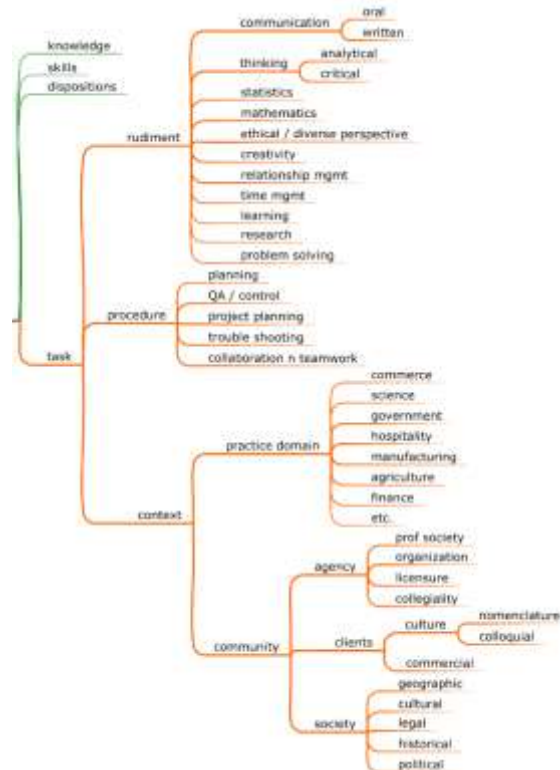 knowledge
skills
dispositions
task
rudiment
communication
oral
written
thinking
analytical
critical
statistics
mathematics
ethical / diverse perspective
creativity
relationship mgmt
time mgmt
learning
research
problem solving
procedure
planning
QA / control
project planning
trouble shooting
collaboration n teamwork
context
practice domain
commerce
science
government
hospitality
manufacturing
agriculture
finance
etc.
community
agency
prof society
organization
licensure
collegiality
clients
culture
nomenclature
colloquial
commercial
society
geographic
cultural
legal
historical
political